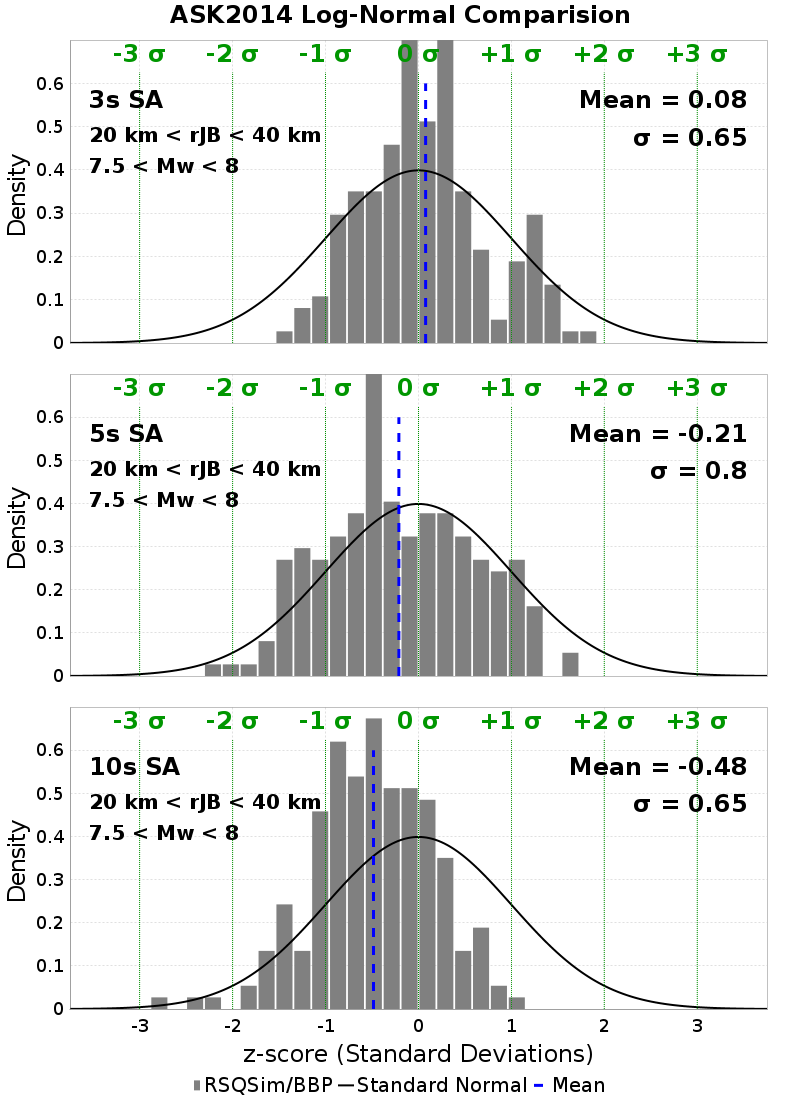 ASK2014 Log-Normal Comparision
-3 σ -2 σ -1 σ 0 σ +1 σ +2 σ +3 σ
0.6
3s SA Mean = 0.08
0.5
20 km < rJB < 40 km σ = 0.65
7.5 < Mw < 8
0.4
0.3
0.2
0.1
0
Density
-3 σ -2 σ -1 σ 0 σ +1 σ +2 σ +3 σ
0.6
5s SA Mean = -0.21
0.5
20 km < rJB < 40 km σ = 0.8
7.5 < Mw < 8
0.4
0.3
0.2
0.1
0
Density
-3 σ -2 σ -1 σ 0 σ +1 σ +2 σ +3 σ
0.6
10s SA Mean = -0.48
0.5
20 km < rJB < 40 km σ = 0.65
7.5 < Mw < 8
0.4
0.3
0.2
0.1
0
Density
-3 -2 -1 0 1 2 3
z-score (Standard Deviations)
RSQSim/BBP Standard Normal Mean